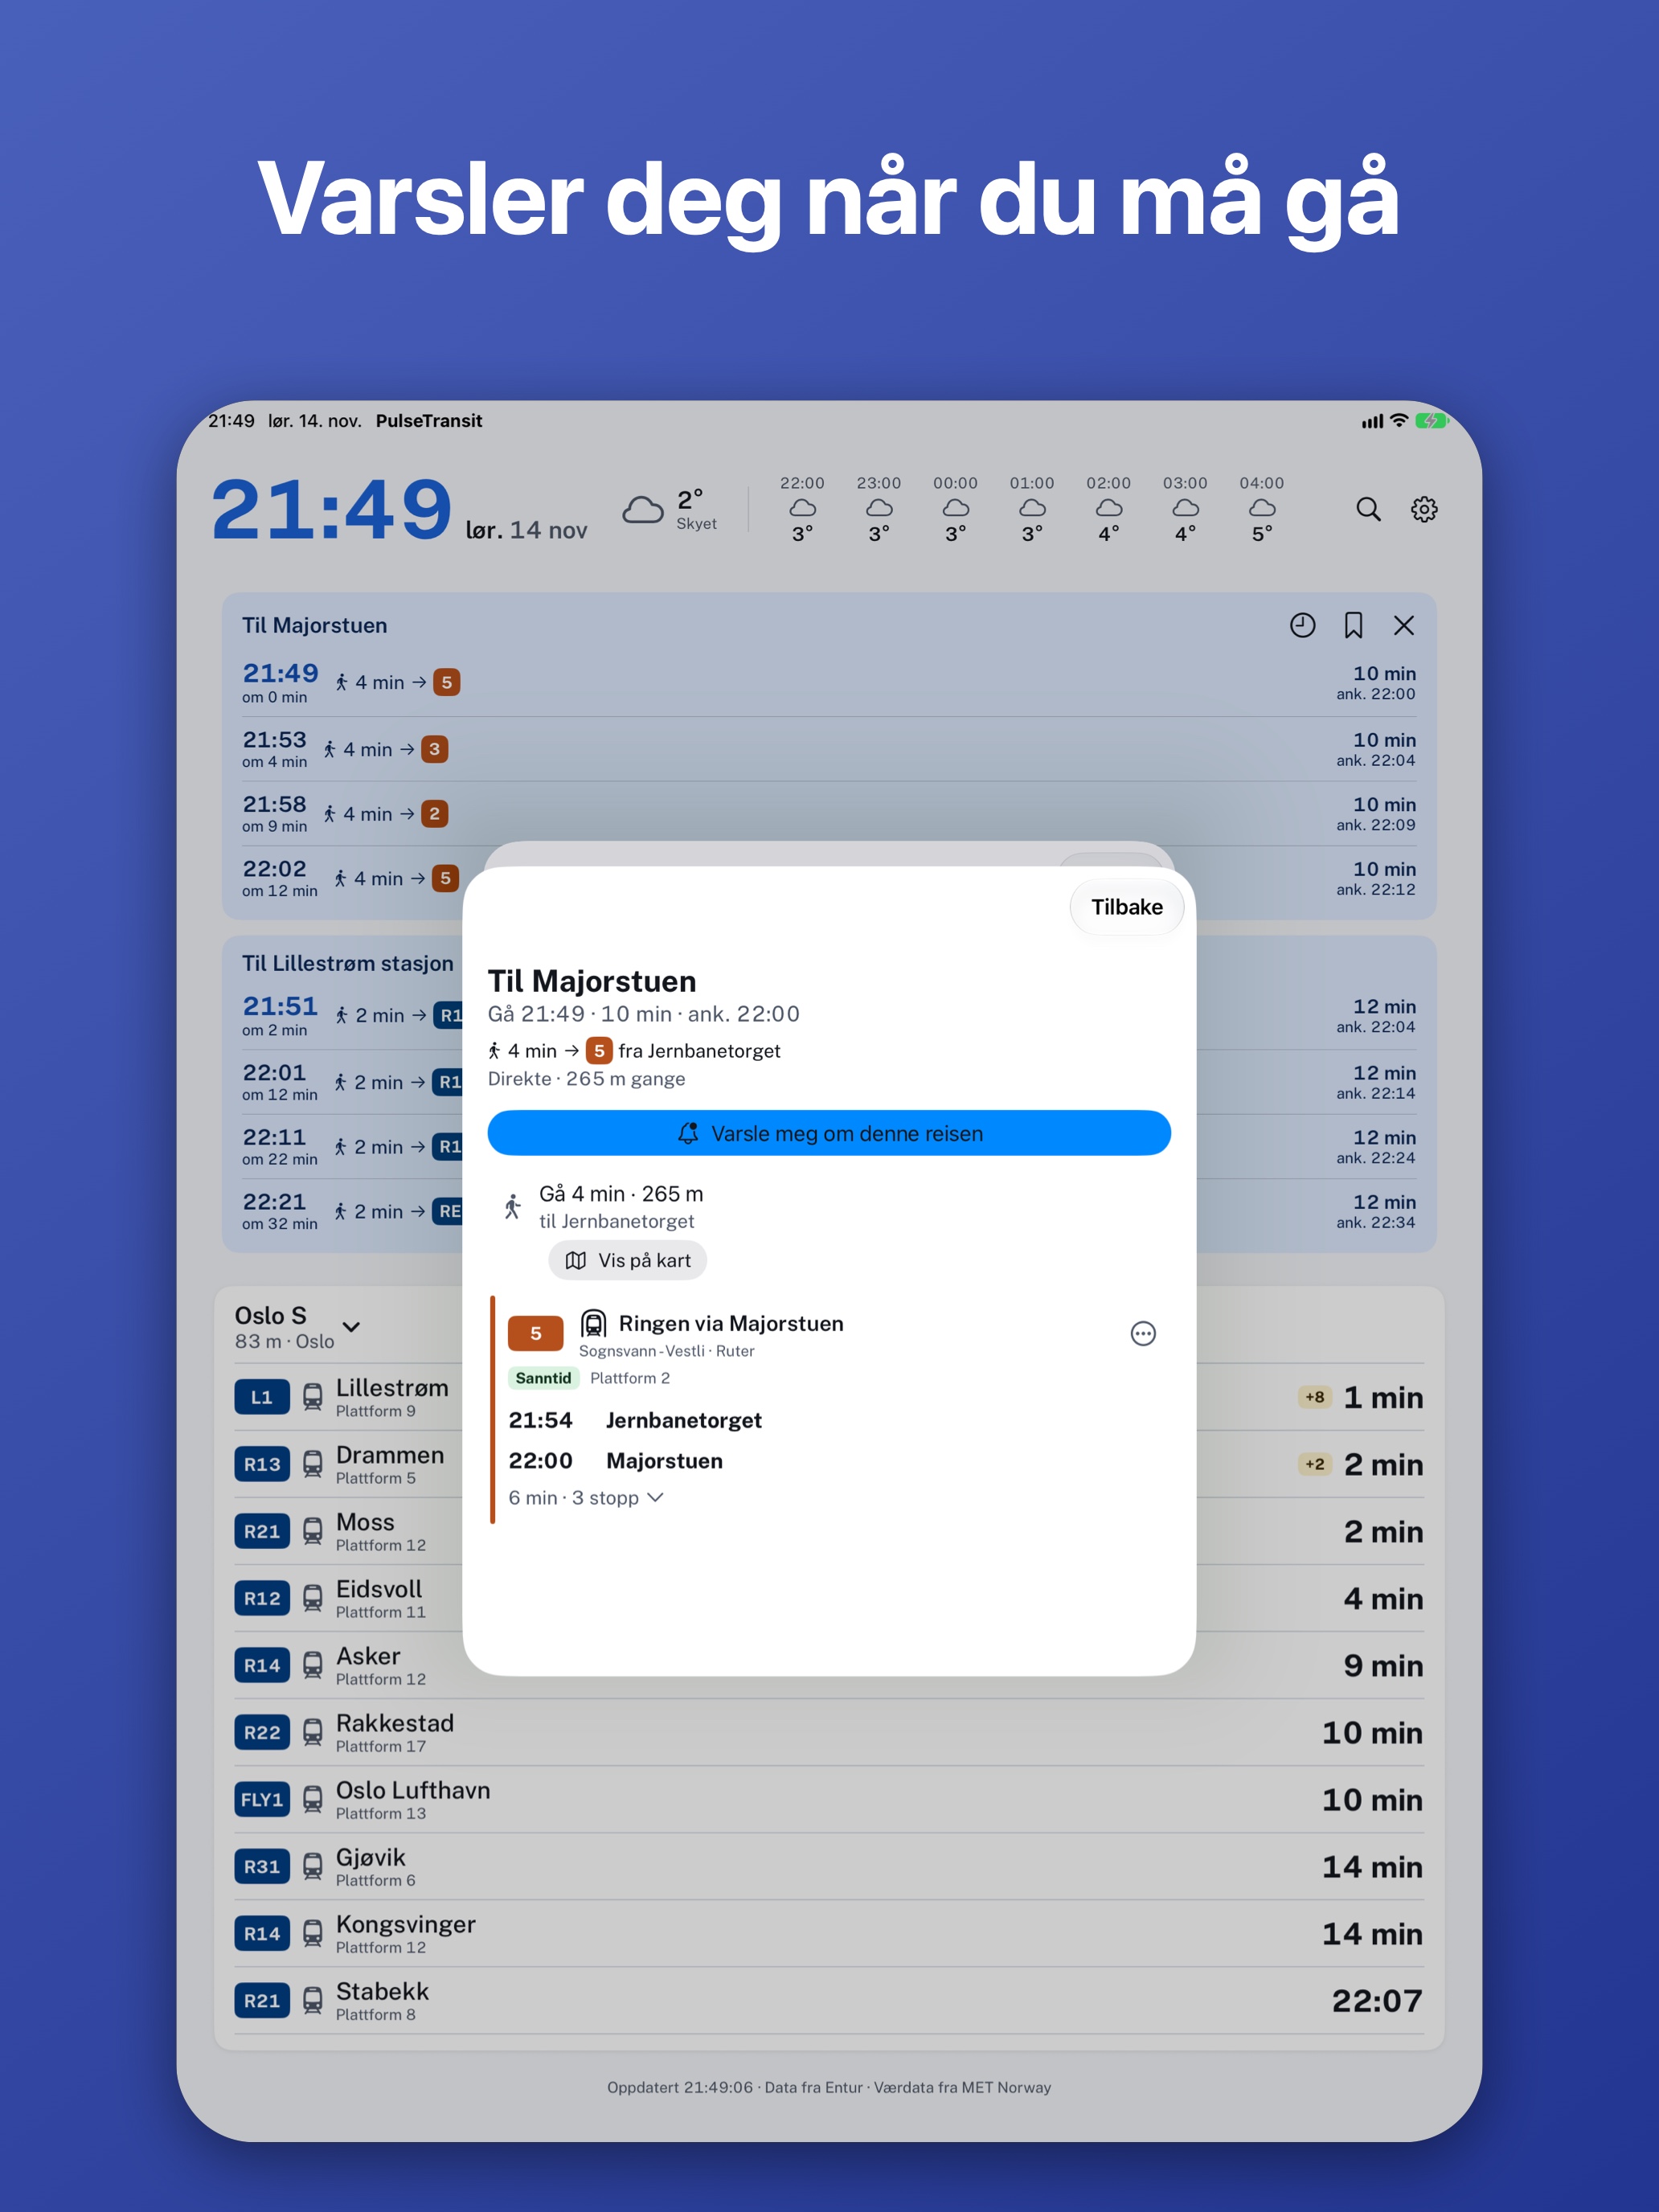 Varsler deg når du må gå
21:49 lør. 14. nov. PulseTransit
21:49 lør. 14 nov
2°
Skyet
22:00 23:00 00:00 01:00 02:00 03:00 04:00
3° 3° 3° 3° 4° 4° 5°
Til Majorstuen
21:49 4 min → 5 10 min
om 0 min ank. 22:00
21:53 4 min → 3 10 min
om 4 min ank. 22:04
21:58 4 min → 2 10 min
om 9 min ank. 22:09
22:02 4 min → 5 10 min
om 12 min ank. 22:12
Til Lillestrøm stasjon
21:51 2 min → R1 12 min
om 2 min ank. 22:04
22:01 2 min → R1 12 min
om 12 min ank. 22:14
22:11 2 min → R1 12 min
om 22 min ank. 22:24
22:21 2 min → RE 12 min
om 32 min ank. 22:34
Tilbake
Til Majorstuen
Gå 21:49 · 10 min · ank. 22:00
4 min → 5 fra Jernbanetorget
Direkte · 265 m gange
Varsle meg om denne reisen
Gå 4 min · 265 m
til Jernbanetorget
Vis på kart
5 Ringen via Majorstuen
Sognsvann-Vestli · Ruter
Sanntid Plattform 2
21:54 Jernbanetorget
22:00 Majorstuen
6 min · 3 stopp
Oslo S
83 m · Oslo
L1 Lillestrøm +8 1 min
Plattform 9
R13 Drammen +2 2 min
Plattform 5
R21 Moss 2 min
Plattform 12
R12 Eidsvoll 4 min
Plattform 11
R14 Asker 9 min
Plattform 12
R22 Rakkestad 10 min
Plattform 17
FLY1 Oslo Lufthavn 10 min
Plattform 13
R31 Gjøvik 14 min
Plattform 6
R14 Kongsvinger 14 min
Plattform 12
R21 Stabekk 22:07
Plattform 8
Oppdatert 21:49:06 · Data fra Entur · Værdata fra MET Norway